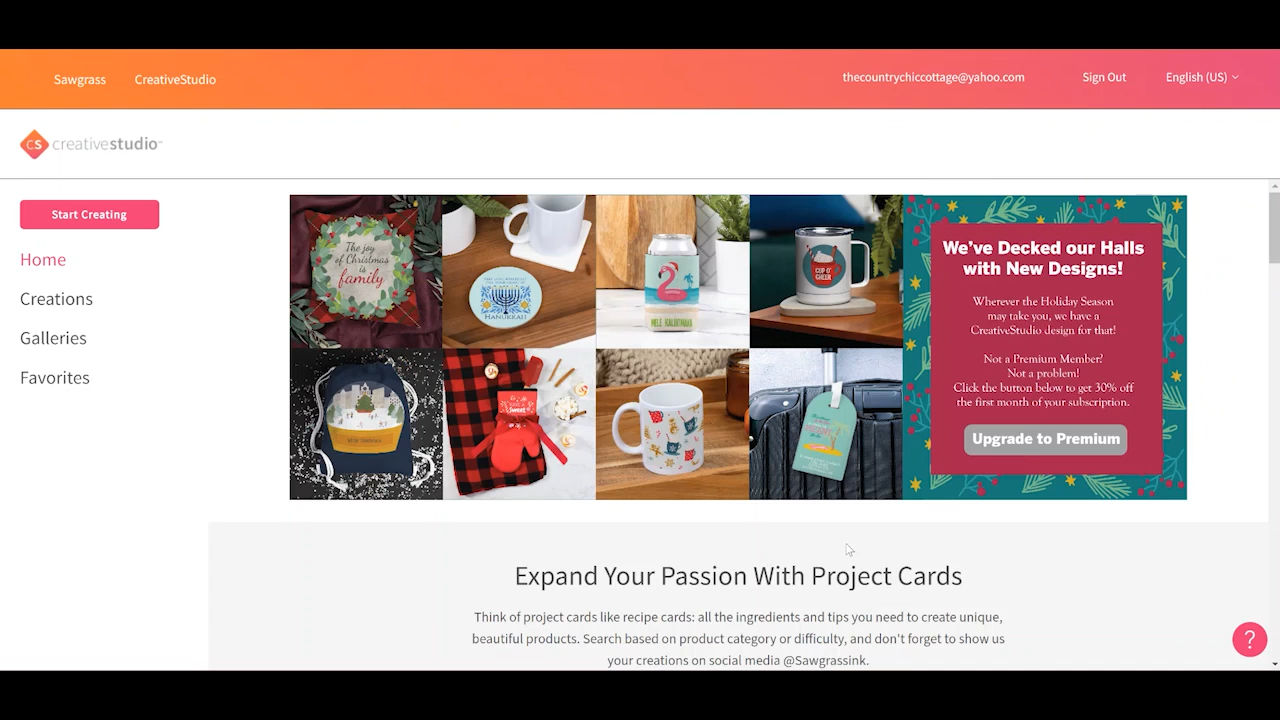 Sawgrass CreativeStudio thecountrychiccottage@yahoo.com Sign Out English (US)
CS creativestudio
Start Creating
Home
Creations
Galleries
Favorites
The joy
of Christmas
is
family
HANUKKAH
MELE KALIKIMAKA
CUP O'
CHEER
Sweet
We've Decked our Halls
with New Designs!
Wherever the Holiday Season
may take you, we have a
CreativeStudio design for that!
Not a Premium Member?
Not a problem!
Click the button below to get 30% off
the first month of your subscription.
Upgrade to Premium
Expand Your Passion With Project Cards
Think of project cards like recipe cards: all the ingredients and tips you need to create unique,
beautiful products. Search based on product category or difficulty, and don't forget to show us
your creations on social media @Sawgrassink.
?